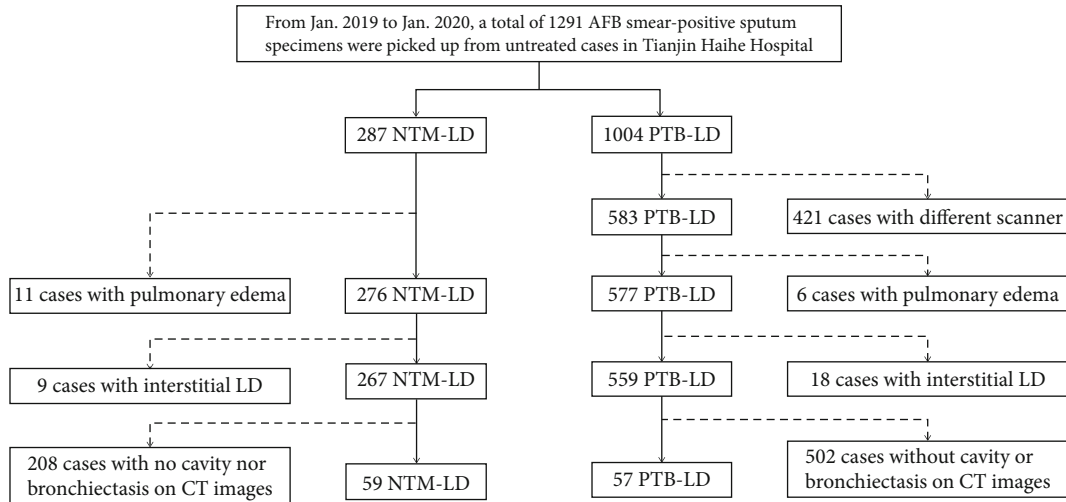 From Jan. 2019 to Jan. 2020, a total of 1291 AFB smear-positive sputum
specimens were picked up from untreated cases in Tianjin Haihe Hospital
287 NTM-LD
1004 PTB-LD
583 PTB-LD
421 cases with different scanner
11 cases with pulmonary edema
276 NTM-LD
577 PTB-LD
6 cases with pulmonary edema
9 cases with interstitial LD
267 NTM-LD
559 PTB-LD
18 cases with interstitial LD
208 cases with no cavity nor
bronchiectasis on CT images
59 NTM-LD
57 PTB-LD
502 cases without cavity or
bronchiectasis on CT images